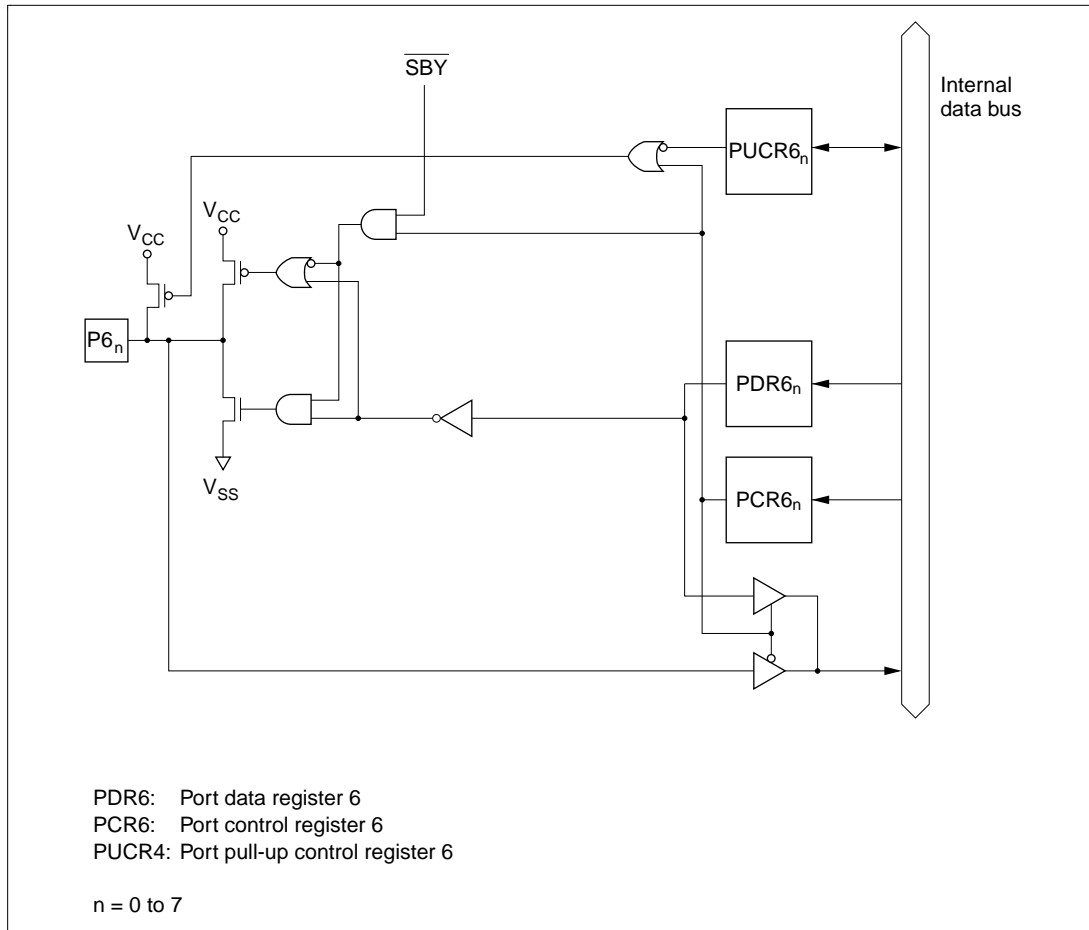 SBY
Internal
data bus
PUCR6n
VCC
VCC
P6n
PDR6n
PCR6n
VSS
PDR6: Port data register 6
PCR6: Port control register 6
PUCR4: Port pull-up control register 6
n = 0 to 7